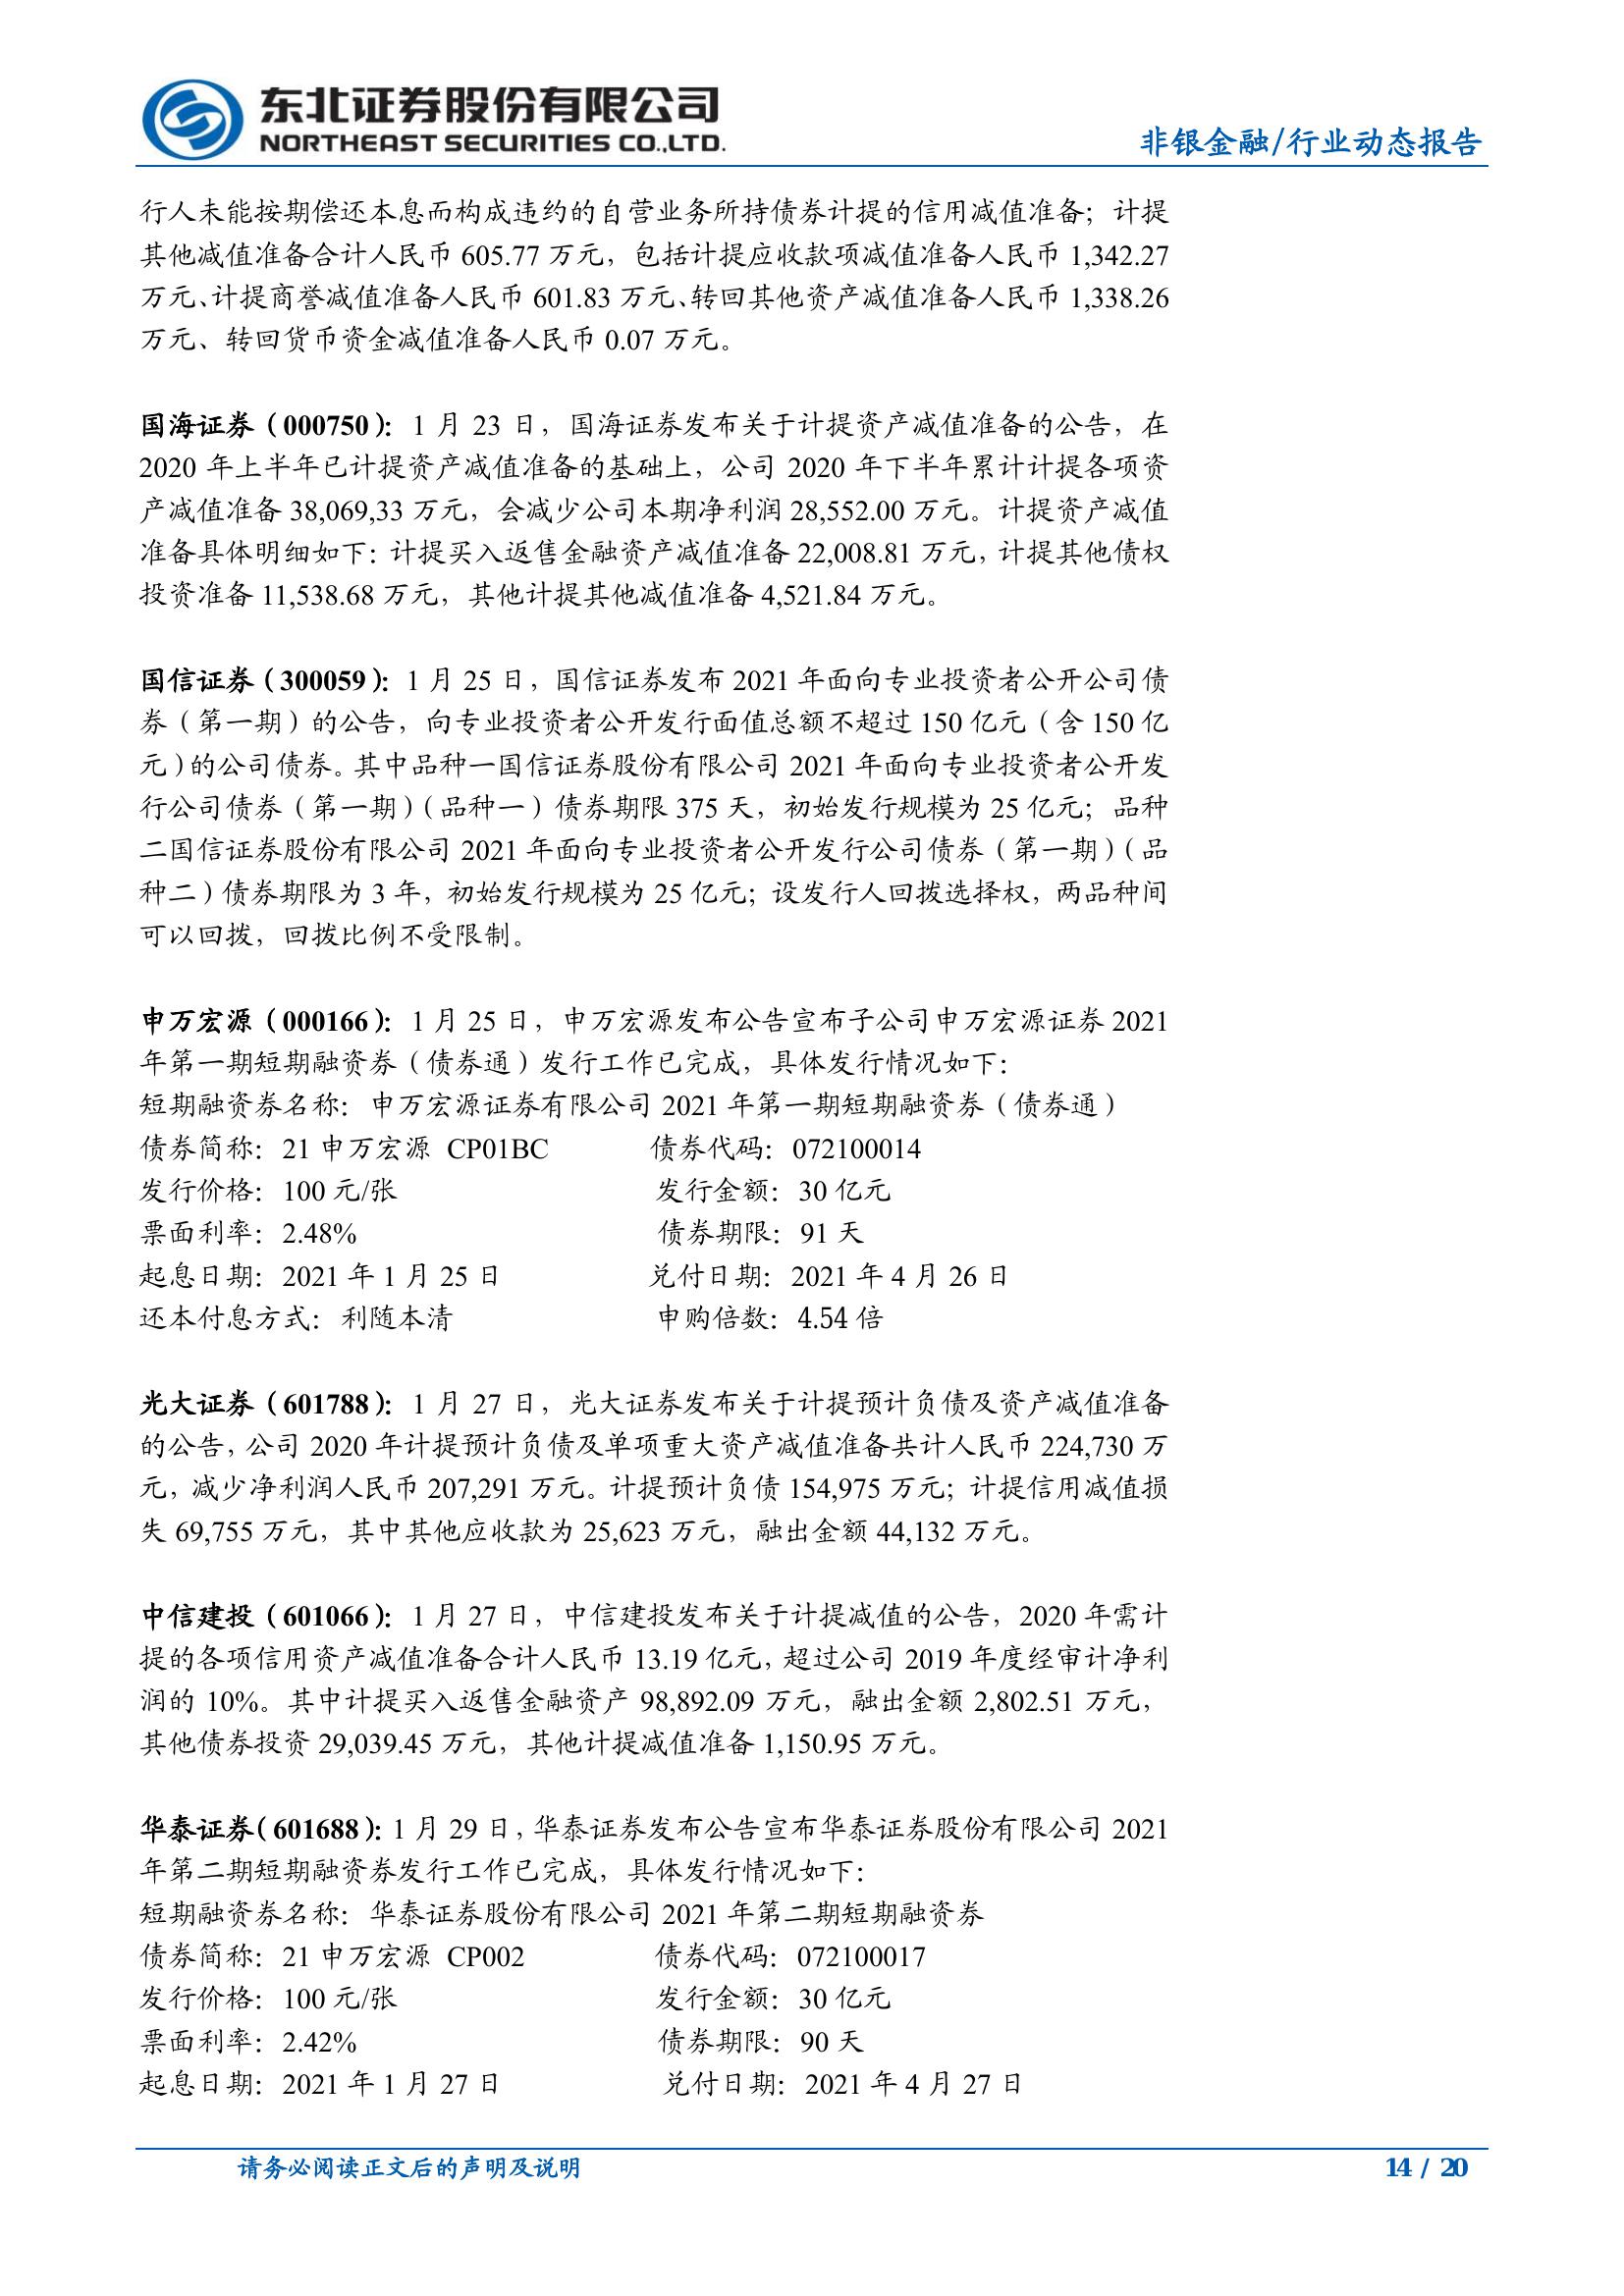 东北证券股份有限公司
NORTHEAST SECURITIES CO.,LTD.
非银金融/行业动态报告
行人未能按期偿还本息而构成违约的自营业务所持债券计提的信用减值准备；计提
其他减值准备合计人民币 605.77 万元，包括计提应收款项减值准备人民币 1,342.27
万元、计提商誉减值准备人民币 601.83 万元、转回其他资产减值准备人民币 1,338.26
万元、转回货币资金减值准备人民币 0.07 万元。
国海证券（000750）：1 月 23 日，国海证券发布关于计提资产减值准备的公告，在
2020 年上半年已计提资产减值准备的基础上，公司 2020 年下半年累计计提各项资
产减值准备 38,069,33 万元，会减少公司本期净利润 28,552.00 万元。计提资产减值
准备具体明细如下：计提买入返售金融资产减值准备 22,008.81 万元，计提其他债权
投资准备 11,538.68 万元，其他计提其他减值准备 4,521.84 万元。
国信证券（300059）：1 月 25 日，国信证券发布 2021 年面向专业投资者公开公司债
券（第一期）的公告，向专业投资者公开发行面值总额不超过 150 亿元（含 150 亿
元）的公司债券。其中品种一国信证券股份有限公司 2021 年面向专业投资者公开发
行公司债券（第一期）（品种一）债券期限 375 天，初始发行规模为 25 亿元；品种
二国信证券股份有限公司 2021 年面向专业投资者公开发行公司债券（第一期）（品
种二）债券期限为 3 年，初始发行规模为 25 亿元；设发行人回拨选择权，两品种间
可以回拨，回拨比例不受限制。
申万宏源（000166）：1 月 25 日，申万宏源发布公告宣布子公司申万宏源证券 2021
年第一期短期融资券（债券通）发行工作已完成，具体发行情况如下：
短期融资券名称：申万宏源证券有限公司 2021 年第一期短期融资券（债券通）
债券简称：21 申万宏源 CP01BC 债券代码：072100014
发行价格：100 元/张 发行金额：30 亿元
票面利率：2.48% 债券期限：91 天
起息日期：2021 年 1 月 25 日 兑付日期：2021 年 4 月 26 日
还本付息方式：利随本清 申购倍数：4.54 倍
光大证券（601788）：1 月 27 日，光大证券发布关于计提预计负债及资产减值准备
的公告，公司 2020 年计提预计负债及单项重大资产减值准备共计人民币 224,730 万
元，减少净利润人民币 207,291 万元。计提预计负债 154,975 万元；计提信用减值损
失 69,755 万元，其中其他应收款为 25,623 万元，融出金额 44,132 万元。
中信建投（601066）：1 月 27 日，中信建投发布关于计提减值的公告，2020 年需计
提的各项信用资产减值准备合计人民币 13.19 亿元，超过公司 2019 年度经审计净利
润的 10%。其中计提买入返售金融资产 98,892.09 万元，融出金额 2,802.51 万元，
其他债券投资 29,039.45 万元，其他计提减值准备 1,150.95 万元。
华泰证券（601688）：1 月 29 日，华泰证券发布公告宣布华泰证券股份有限公司 2021
年第二期短期融资券发行工作已完成，具体发行情况如下：
短期融资券名称：华泰证券股份有限公司 2021 年第二期短期融资券
债券简称：21 申万宏源 CP002 债券代码：072100017
发行价格：100 元/张 发行金额：30 亿元
票面利率：2.42% 债券期限：90 天
起息日期：2021 年 1 月 27 日 兑付日期：2021 年 4 月 27 日
请务必阅读正文后的声明及说明 14 / 20